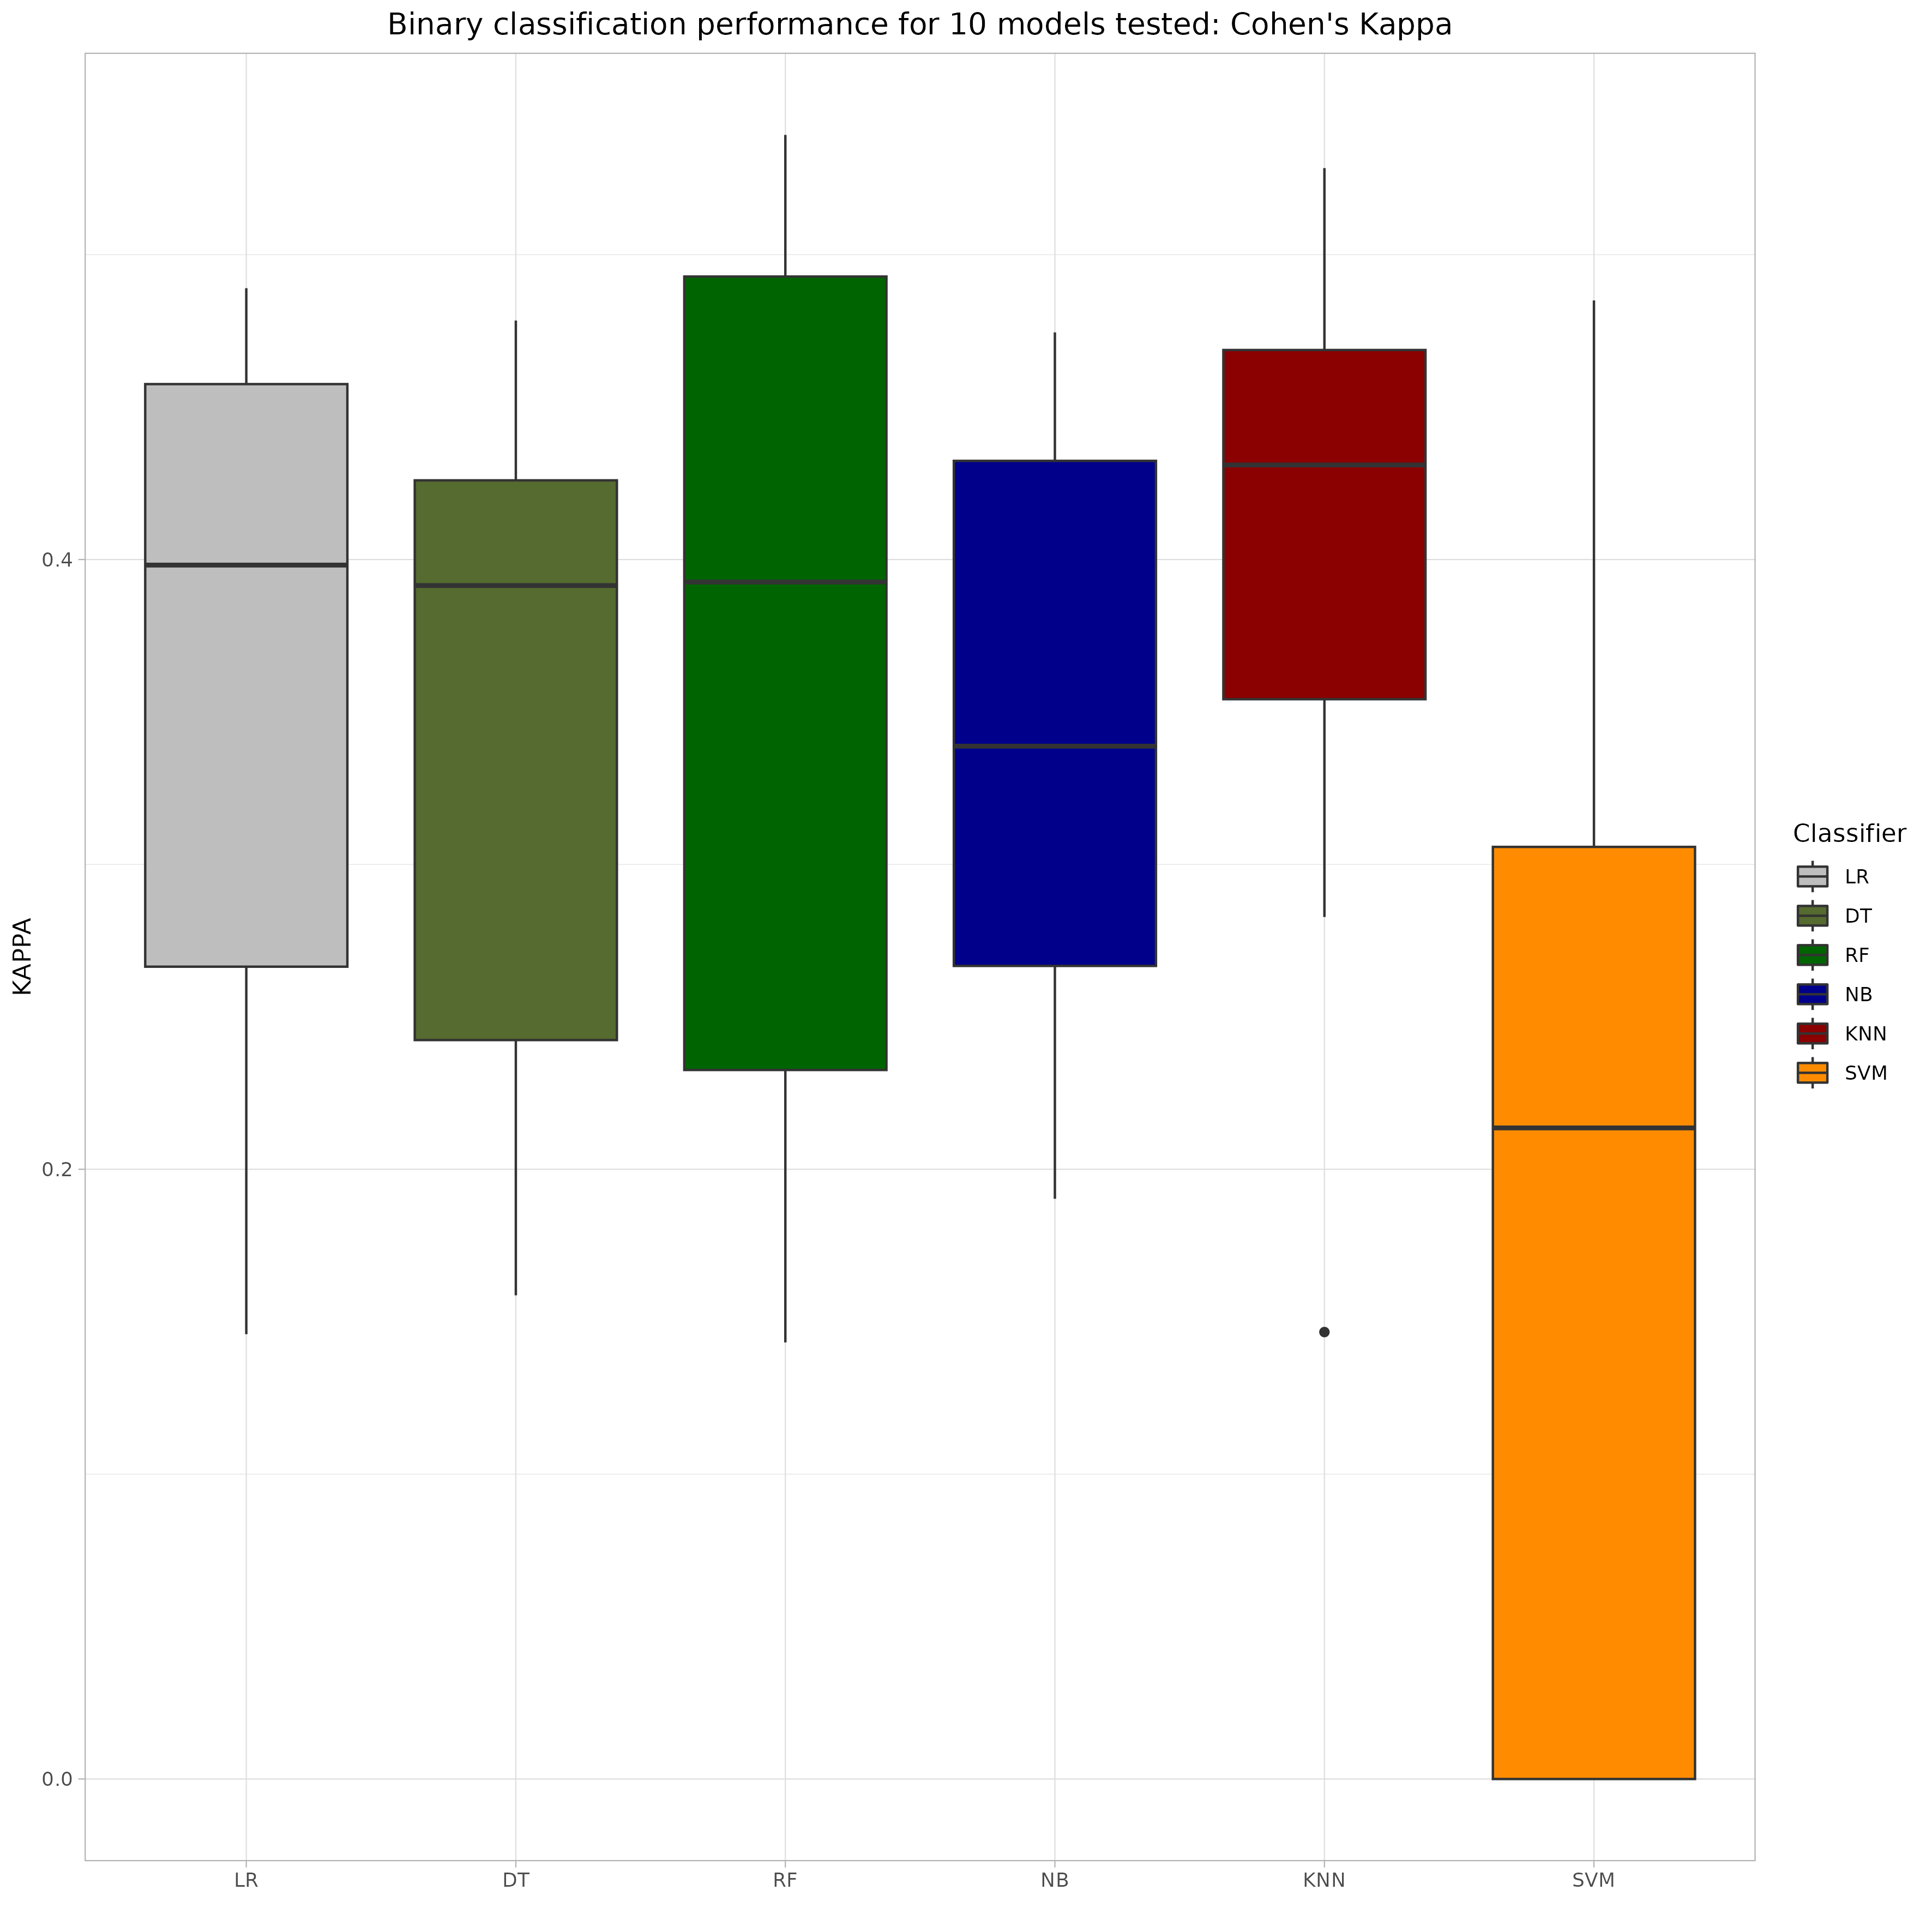 Binary classification performance for 10 models tested: Cohen's Kappa
KAPPA
0.4
0.2
0.0
LR
DT
RF
NB
KNN
SVM
Classifier
LR
DT
RF
NB
KNN
SVM